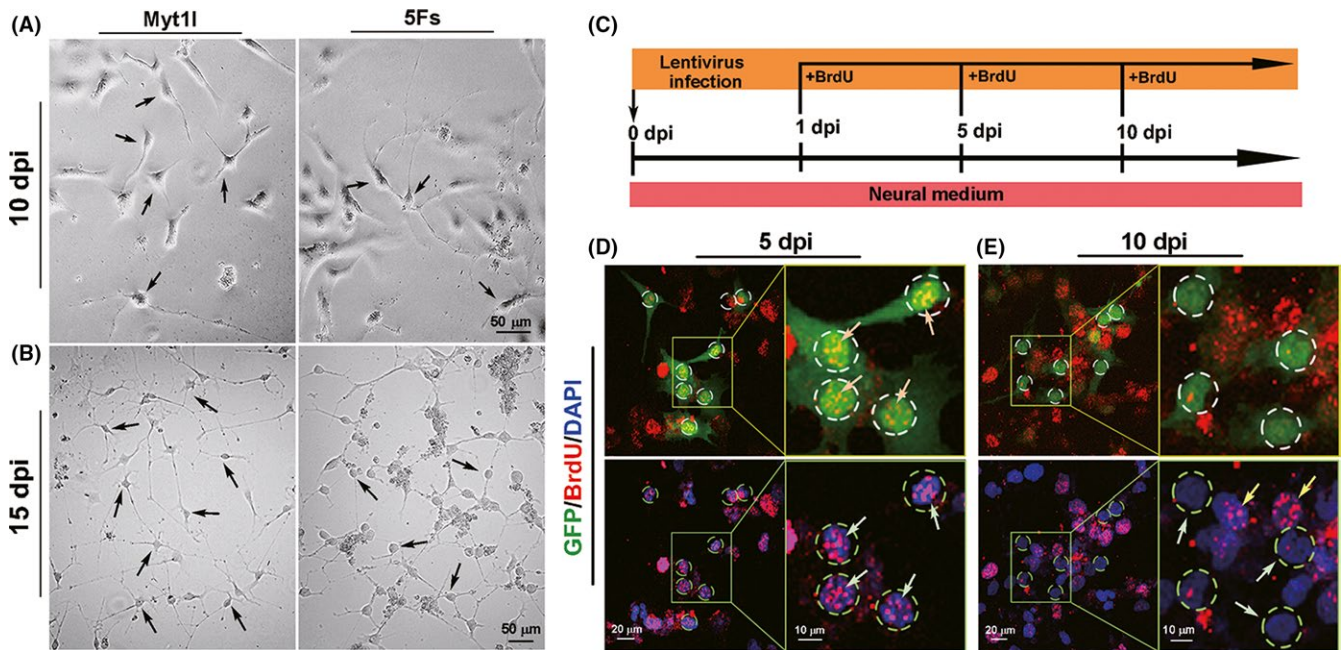 (A)
Myt1l
5Fs
10 dpi
50 μm
(B)
15 dpi
50 μm
(C)
Lentivirus
infection
+BrdU
+BrdU
+BrdU
0 dpi
1 dpi
5 dpi
10 dpi
Neural medium
(D)
5 dpi
(E)
10 dpi
GFP/BrdU/DAPI
20 μm
10 μm
20 μm
10 μm